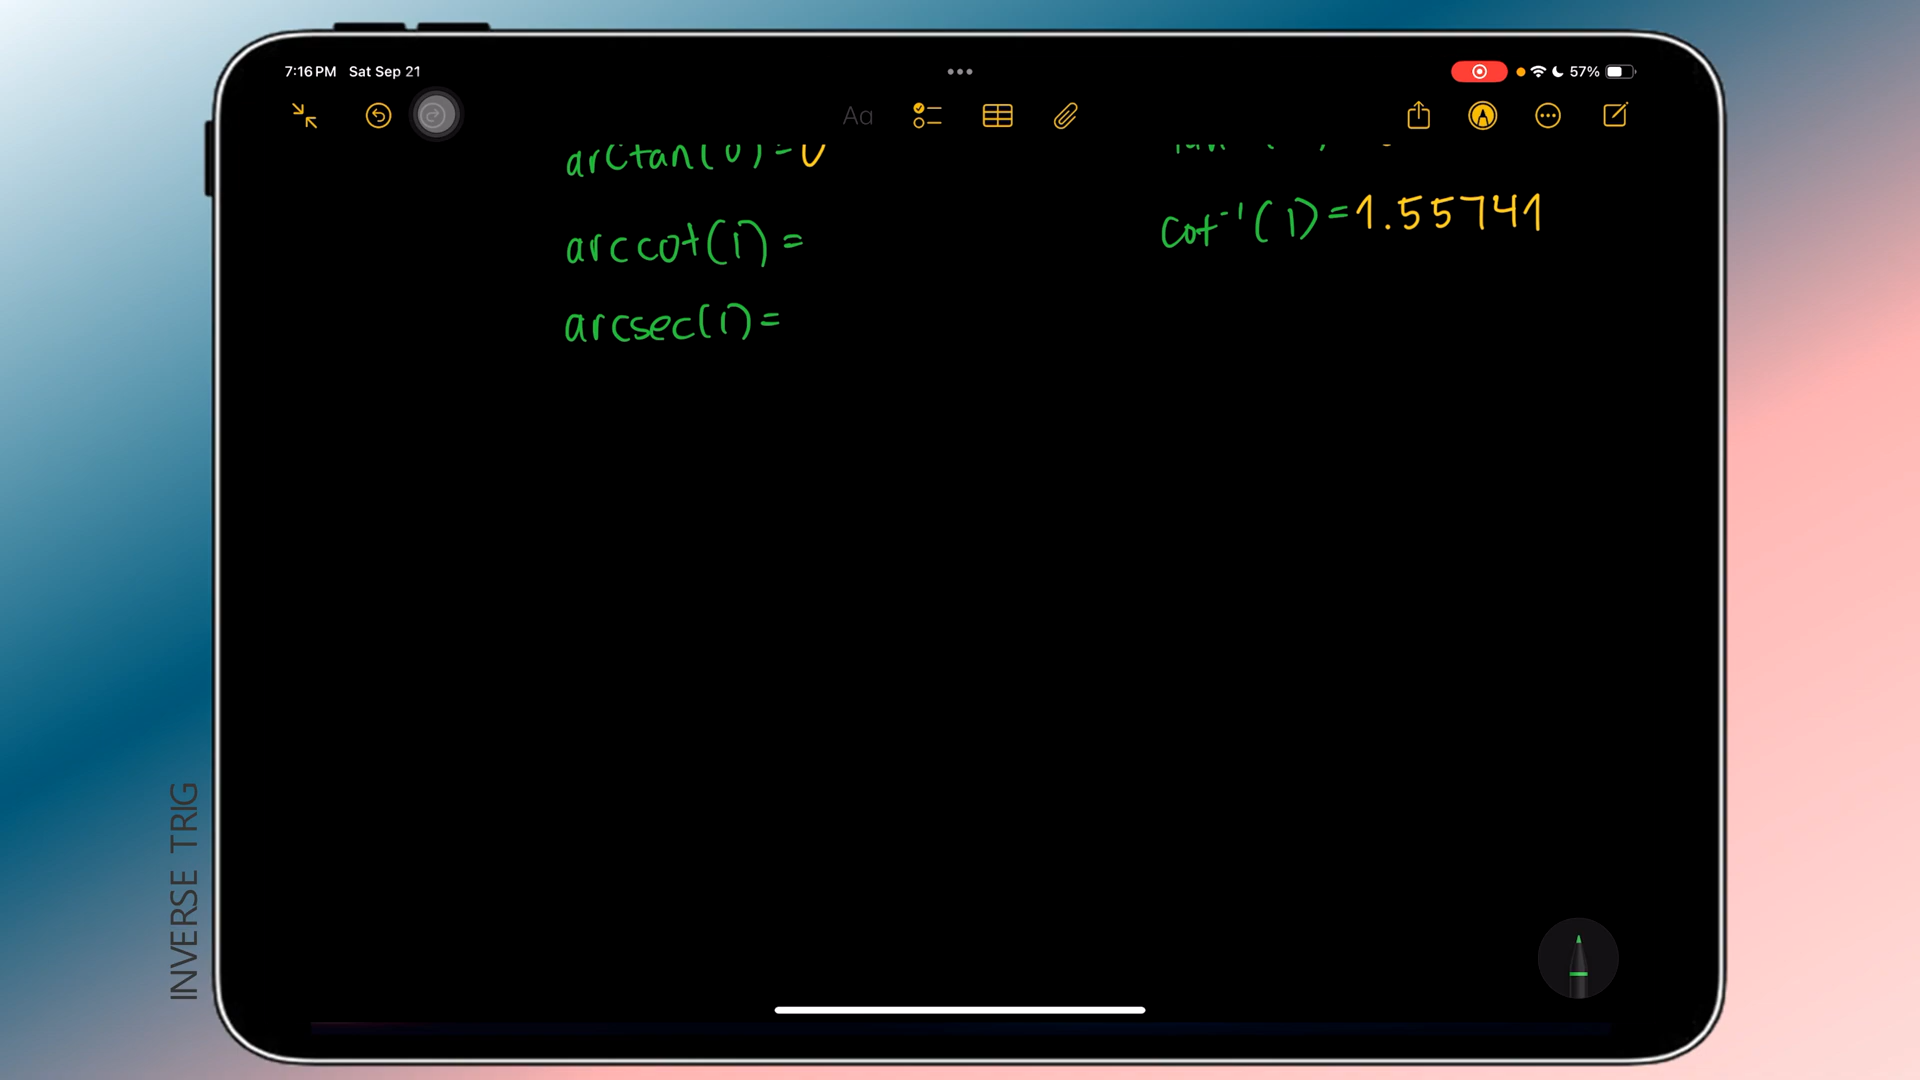 7:16 PM Sat Sep 21
57%
Aa
arctan(0)=0
cot⁻¹(1)=1.55741
arccot(1)=
arcsec(1)=
INVERSE TRIG